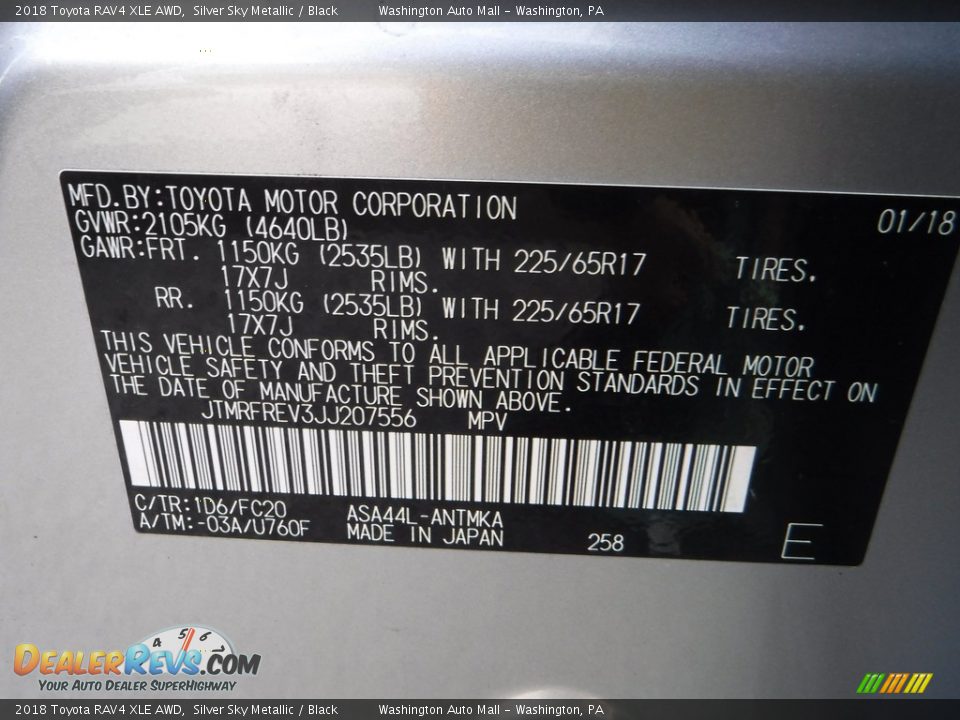 2018 Toyota RAV4 XLE AWD, Silver Sky Metallic / Black Washington Auto Mall - Washington, PA
MFD.BY:TOYOTA MOTOR CORPORATION 01/18
GVWR:2105KG (4640LB)
GAWR:FRT. 1150KG (2535LB) WITH 225/65R17 TIRES.
17X7J RIMS.
RR. 1150KG (2535LB) WITH 225/65R17 TIRES.
17X7J RIMS.
THIS VEHICLE CONFORMS TO ALL APPLICABLE FEDERAL MOTOR
VEHICLE SAFETY AND THEFT PREVENTION STANDARDS IN EFFECT ON
THE DATE OF MANUFACTURE SHOWN ABOVE.
JTMRFREV3JJ207556 MPV
C/TR:1D6/FC20 ASA44L-ANTMKA
A/TM:-03A/U760F MADE IN JAPAN 258 E
4 5 6
DEALERREVS.COM
YOUR AUTO DEALER SUPERHIGHWAY
2018 Toyota RAV4 XLE AWD, Silver Sky Metallic / Black Washington Auto Mall - Washington, PA